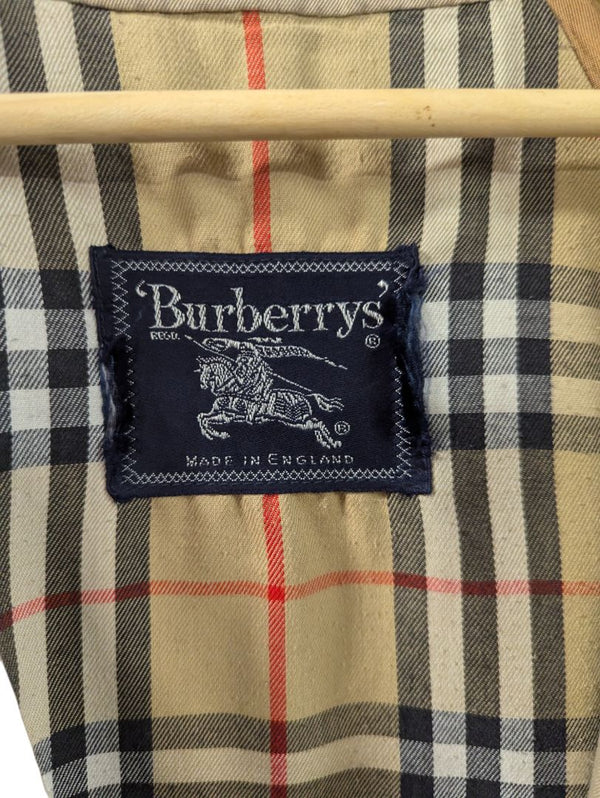 'Burberrys'
REGD. ®
®
MADE IN ENGLAND